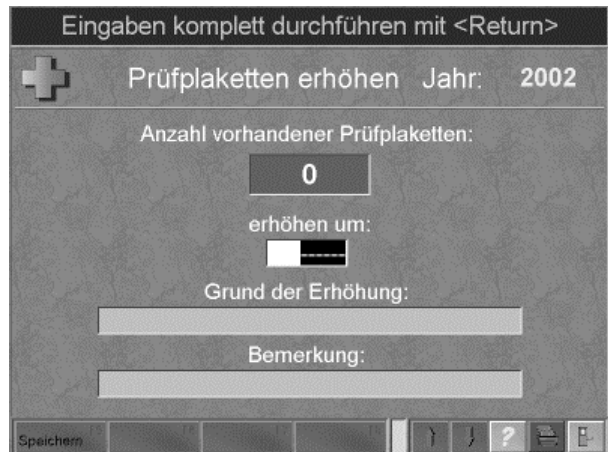 Eingaben komplett durchführen mit <Return>
Prüfplaketten erhöhen Jahr: 2002
Anzahl vorhandener Prüfplaketten:
0
erhöhen um:
Grund der Erhöhung:
Bemerkung:
Speichern ?